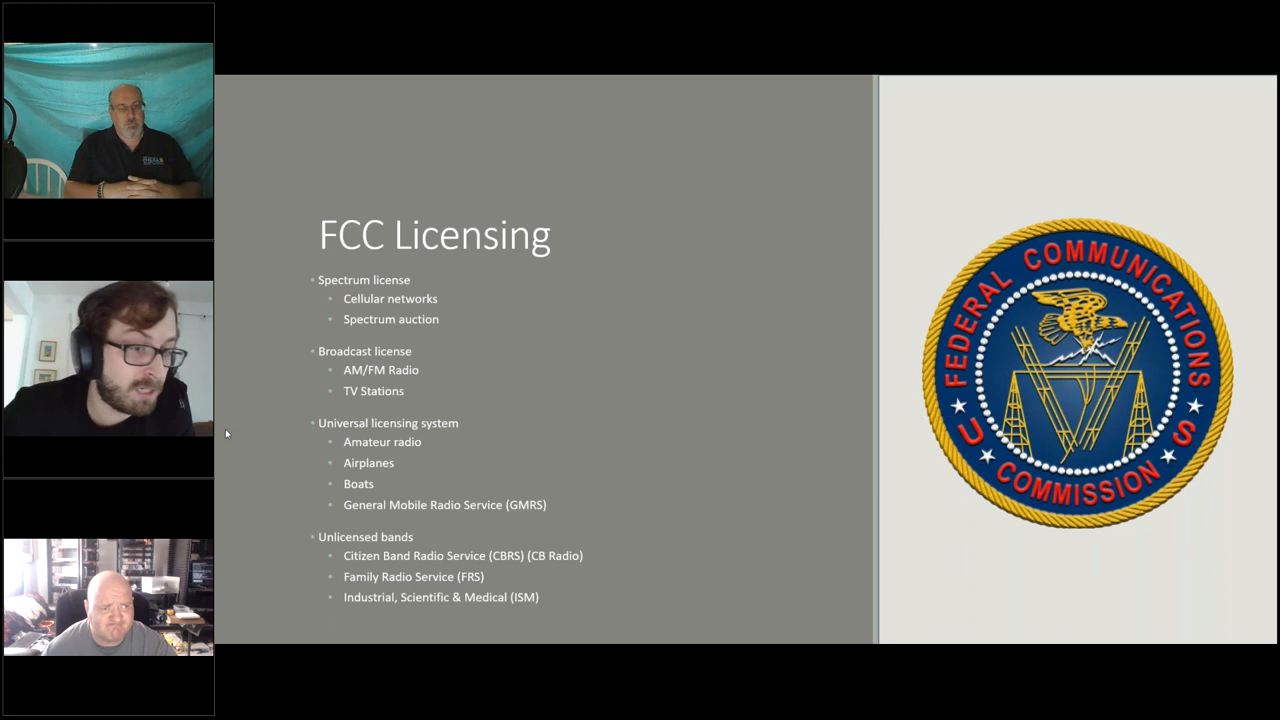 FCC Licensing
Spectrum license
Cellular networks
Spectrum auction
Broadcast license
AM/FM Radio
TV Stations
Universal licensing system
Amateur radio
Airplanes
Boats
General Mobile Radio Service (GMRS)
Unlicensed bands
Citizen Band Radio Service (CBRS) (CB Radio)
Family Radio Service (FRS)
Industrial, Scientific & Medical (ISM)
FEDERAL COMMUNICATIONS
U S
COMMISSION